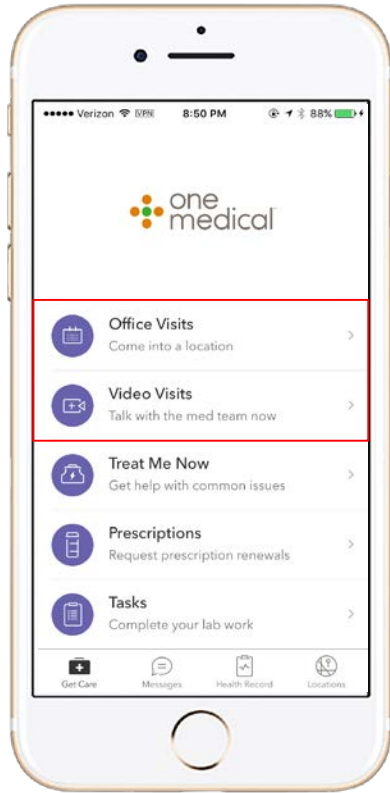 Verizon VPN 8:50 PM 88%
one
medical
Office Visits
Come into a location
Video Visits
Talk with the med team now
Treat Me Now
Get help with common issues
Prescriptions
Request prescription renewals
Tasks
Complete your lab work
Get Care Messages Health Record Locations